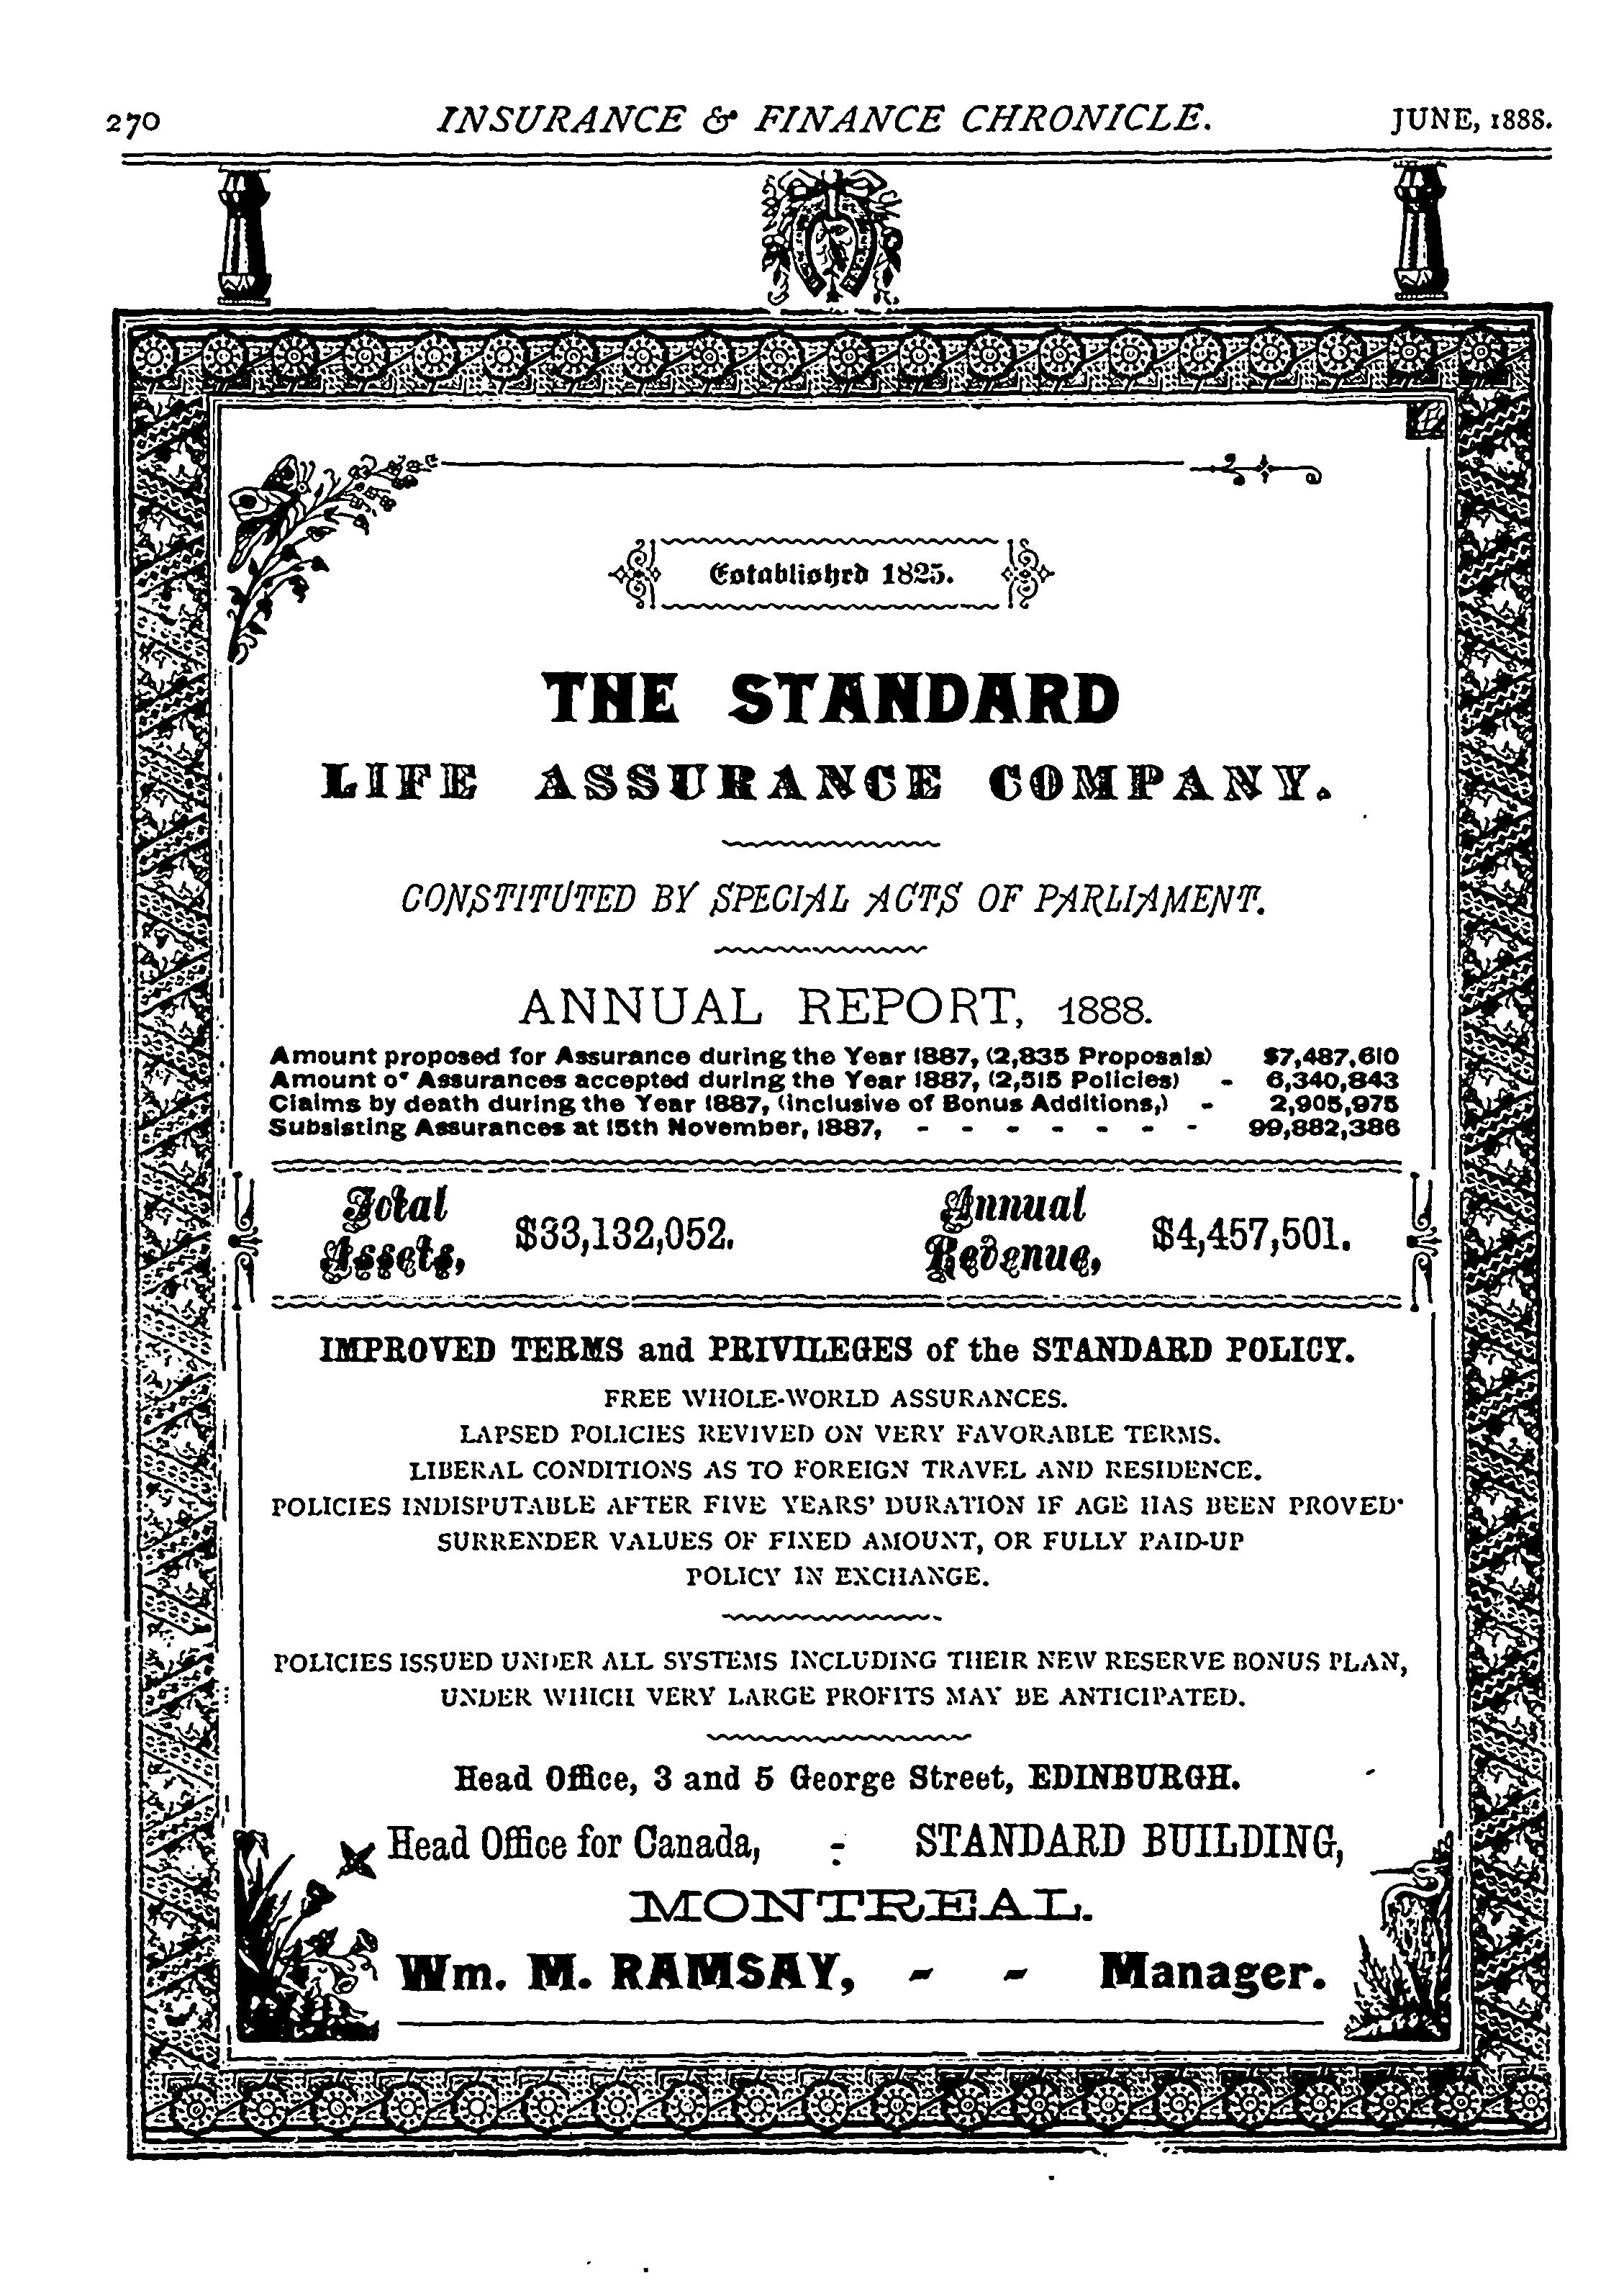 270 INSURANCE & FINANCE CHRONICLE. JUNE, 1888.
Established 1825.
THE STANDARD
LIFE ASSURANCE COMPANY.
CONSTITUTED BY SPECIAL ACTS OF PARLIAMENT.
ANNUAL REPORT, 1888.
Amount proposed for Assurance during the Year 1887, (2,835 Proposals) $7,487,610
Amount of Assurances accepted during the Year 1887, (2,515 Policies) - 6,340,843
Claims by death during the Year 1887, (inclusive of Bonus Additions,) - 2,905,975
Subsisting Assurances at 15th November, 1887, - - - - - - - 99,882,386
Total Assets, $33,132,052. Annual Revenue, $4,457,501.
IMPROVED TERMS and PRIVILEGES of the STANDARD POLICY.
FREE WHOLE-WORLD ASSURANCES.
LAPSED POLICIES REVIVED ON VERY FAVORABLE TERMS.
LIBERAL CONDITIONS AS TO FOREIGN TRAVEL AND RESIDENCE.
POLICIES INDISPUTABLE AFTER FIVE YEARS' DURATION IF AGE HAS BEEN PROVED.
SURRENDER VALUES OF FIXED AMOUNT, OR FULLY PAID-UP
POLICY IN EXCHANGE.
POLICIES ISSUED UNDER ALL SYSTEMS INCLUDING THEIR NEW RESERVE BONUS PLAN,
UNDER WHICH VERY LARGE PROFITS MAY BE ANTICIPATED.
Head Office, 3 and 5 George Street, EDINBURGH.
Head Office for Canada, - STANDARD BUILDING,
MONTREAL.
Wm. M. RAMSAY, - - Manager.